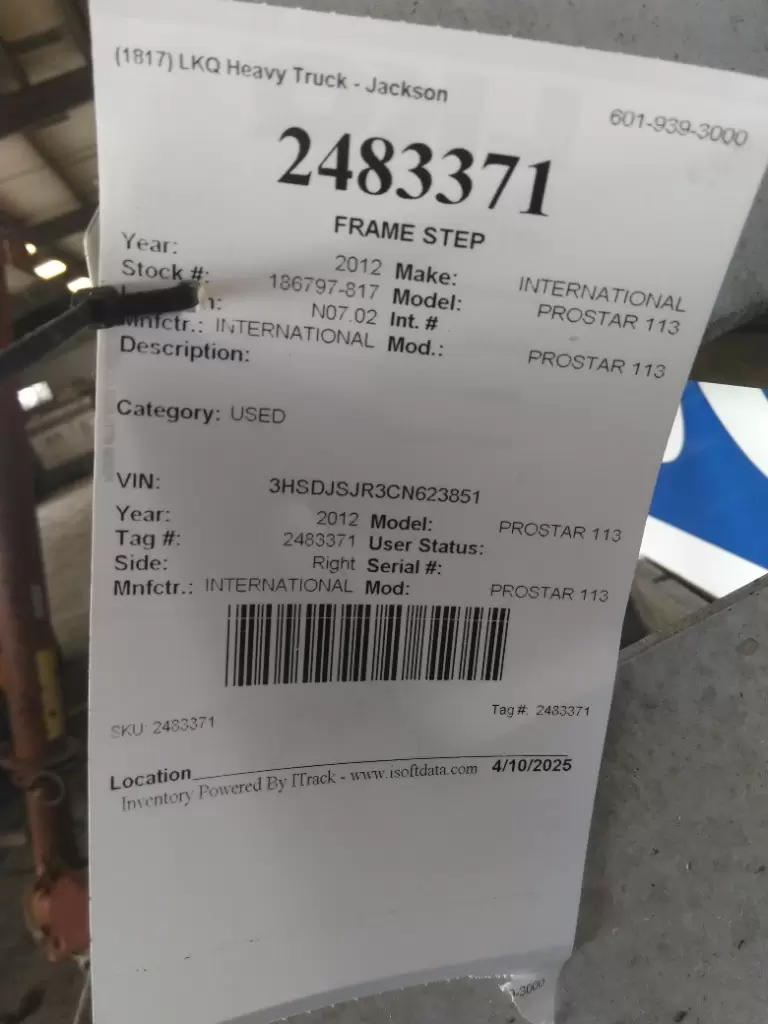 (1817) LKQ Heavy Truck - Jackson
601-939-3000
2483371
FRAME STEP
Year: 2012 Make: INTERNATIONAL
Stock #: 186797-817 Model: PROSTAR 113
n: N07.02 Int. #
Mnfctr.: INTERNATIONAL Mod.: PROSTAR 113
Description:
Category: USED
VIN: 3HSDJSJR3CN623851
Year: 2012 Model: PROSTAR 113
Tag #: 2483371 User Status:
Side: Right Serial #:
Mnfctr.: INTERNATIONAL Mod: PROSTAR 113
SKU: 2483371 Tag #: 2483371
Location 4/10/2025
Inventory Powered By ITrack - www.isoftdata.com
-3000